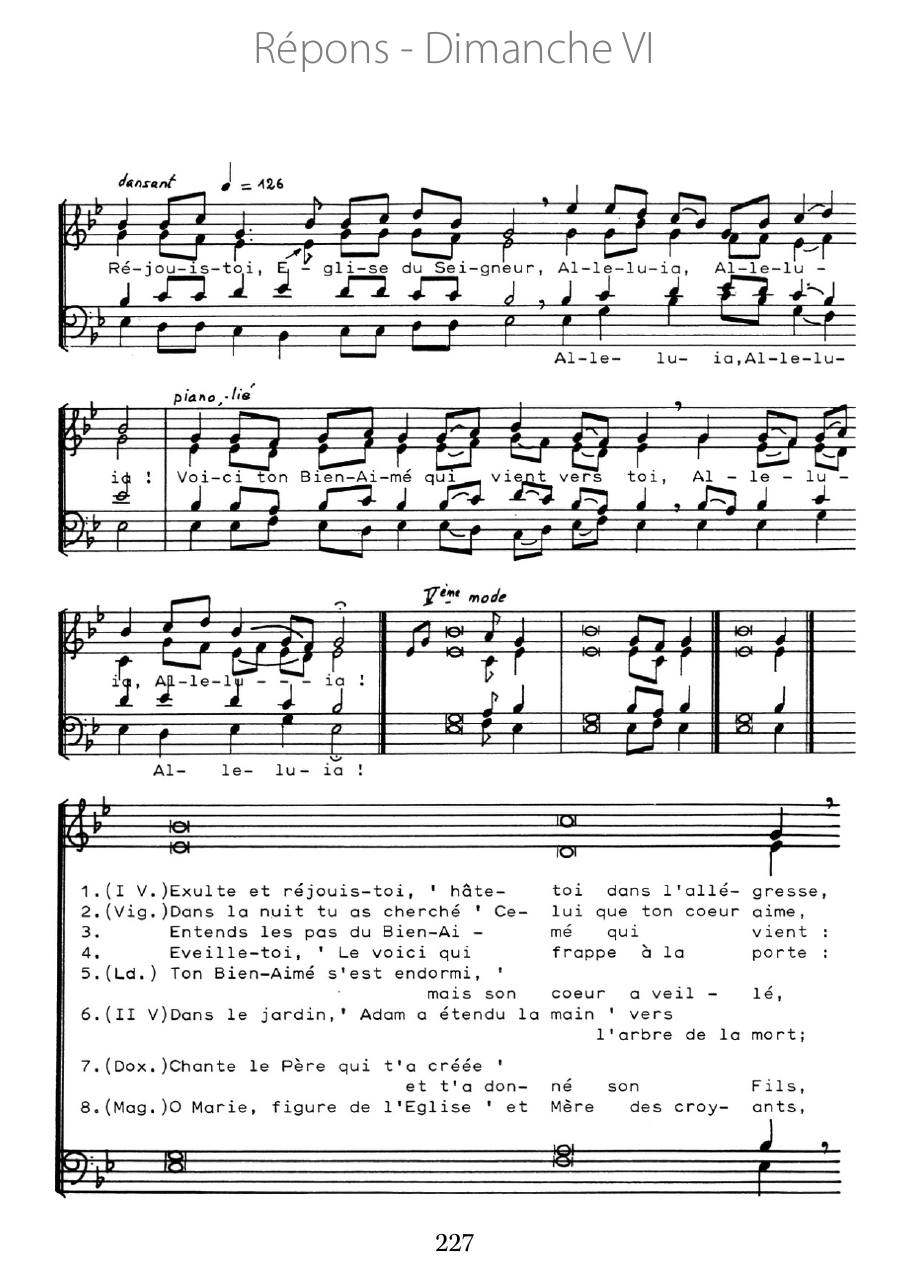 Répons - Dimanche VI
dansant ♩ = 126
Ré-jou-is-toi, E - gli-se du Sei-gneur, Al-le-lu-ia, Al-le-lu -
Al-le- lu- ia,Al-le-lu-
piano, lié
ia ! Voi-ci ton Bien-Ai-mé qui vient vers toi, Al - le - lu -
Vème mode
ia, Al-le-lu - - - ia !
Al- le- lu- ia !
1.(I V.)Exulte et réjouis-toi, ' hâte- toi dans l'allé- gresse,
2.(Vig.)Dans la nuit tu as cherché ' Ce- lui que ton coeur aime,
3. Entends les pas du Bien-Ai - mé qui vient :
4. Eveille-toi, ' Le voici qui frappe à la porte :
5.(Ld.) Ton Bien-Aimé s'est endormi, '
mais son coeur a veil - lé,
6.(II V)Dans le jardin,' Adam a étendu la main ' vers
l'arbre de la mort;
7.(Dox.)Chante le Père qui t'a créée '
et t'a don- né son Fils,
8.(Mag.)O Marie, figure de l'Eglise ' et Mère des croy- ants,
227